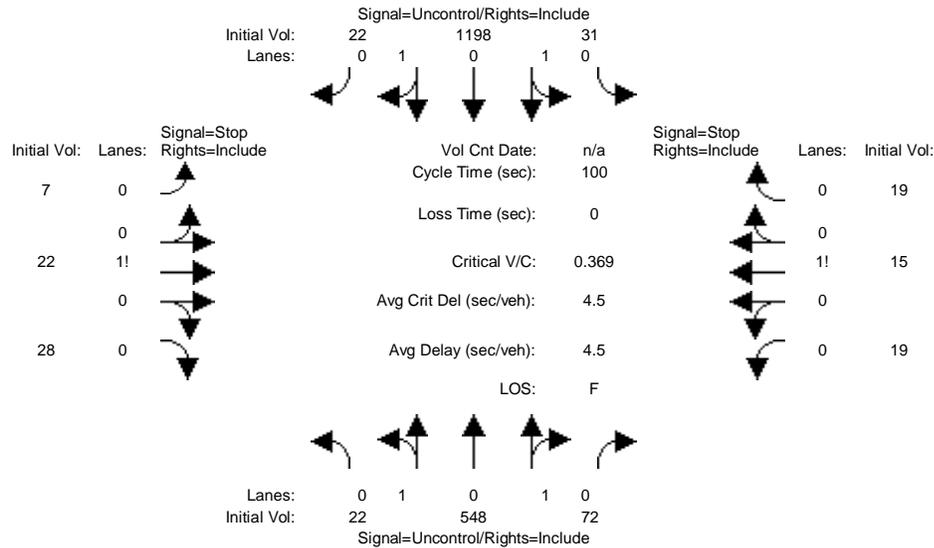 Signal=Uncontrol/Rights=Include
Initial Vol: 22 1198 31
Lanes: 0 1 0 1 0
Signal=Stop Signal=Stop
Initial Vol: Lanes: Rights=Include Vol Cnt Date: n/a Rights=Include Lanes: Initial Vol:
Cycle Time (sec): 100
7 0 0 19
Loss Time (sec): 0
0 0
22 1! Critical V/C: 0.369 1! 15
0 Avg Crit Del (sec/veh): 4.5 0
28 0 Avg Delay (sec/veh): 4.5 0 19
LOS: F
Lanes: 0 1 0 1 0
Initial Vol: 22 548 72
Signal=Uncontrol/Rights=Include